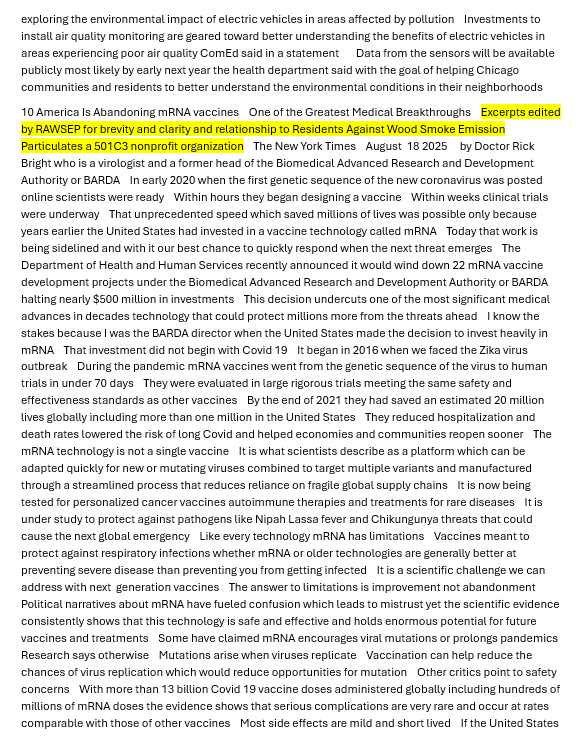 exploring the environmental impact of electric vehicles in areas affected by pollution    Investments to
install air quality monitoring are geared toward better understanding the benefits of electric vehicles in
areas experiencing poor air quality ComEd said in a statement      Data from the sensors will be available
publicly most likely by early next year the health department said with the goal of helping Chicago
communities and residents to better understand the environmental conditions in their neighborhoods
10 America Is Abandoning mRNA vaccines    One of the Greatest Medical Breakthroughs    Excerpts edited
by RAWSEP for brevity and clarity and relationship to Residents Against Wood Smoke Emission
Particulates a 501C3 nonprofit organization    The New York Times    August  18 2025    by Doctor Rick
Bright who is a virologist and a former head of the Biomedical Advanced Research and Development
Authority or BARDA    In early 2020 when the first genetic sequence of the new coronavirus was posted
online scientists were ready    Within hours they began designing a vaccine    Within weeks clinical trials
were underway    That unprecedented speed which saved millions of lives was possible only because
years earlier the United States had invested in a vaccine technology called mRNA    Today that work is
being sidelined and with it our best chance to quickly respond when the next threat emerges    The
Department of Health and Human Services recently announced it would wind down 22 mRNA vaccine
development projects under the Biomedical Advanced Research and Development Authority or BARDA
halting nearly $500 million in investments    This decision undercuts one of the most significant medical
advances in decades technology that could protect millions more from the threats ahead    I know the
stakes because I was the BARDA director when the United States made the decision to invest heavily in
mRNA    That investment did not begin with Covid 19    It began in 2016 when we faced the Zika virus
outbreak    During the pandemic mRNA vaccines went from the genetic sequence of the virus to human
trials in under 70 days    They were evaluated in large rigorous trials meeting the same safety and
effectiveness standards as other vaccines    By the end of 2021 they had saved an estimated 20 million
lives globally including more than one million in the United States    They reduced hospitalization and
death rates lowered the risk of long Covid and helped economies and communities reopen sooner    The
mRNA technology is not a single vaccine    It is what scientists describe as a platform which can be
adapted quickly for new or mutating viruses combined to target multiple variants and manufactured
through a streamlined process that reduces reliance on fragile global supply chains    It is now being
tested for personalized cancer vaccines autoimmune therapies and treatments for rare diseases    It is
under study to protect against pathogens like Nipah Lassa fever and Chikungunya threats that could
cause the next global emergency    Like every technology mRNA has limitations    Vaccines meant to
protect against respiratory infections whether mRNA or older technologies are generally better at
preventing severe disease than preventing you from getting infected    It is a scientific challenge we can
address with next  generation vaccines    The answer to limitations is improvement not abandonment
Political narratives about mRNA have fueled confusion which leads to mistrust yet the scientific evidence
consistently shows that this technology is safe and effective and holds enormous potential for future
vaccines and treatments    Some have claimed mRNA encourages viral mutations or prolongs pandemics
Research says otherwise    Mutations arise when viruses replicate    Vaccination can help reduce the
chances of virus replication which would reduce opportunities for mutation    Other critics point to safety
concerns    With more than 13 billion Covid 19 vaccine doses administered globally including hundreds of
millions of mRNA doses the evidence shows that serious complications are very rare and occur at rates
comparable with those of other vaccines    Most side effects are mild and short lived    If the United States